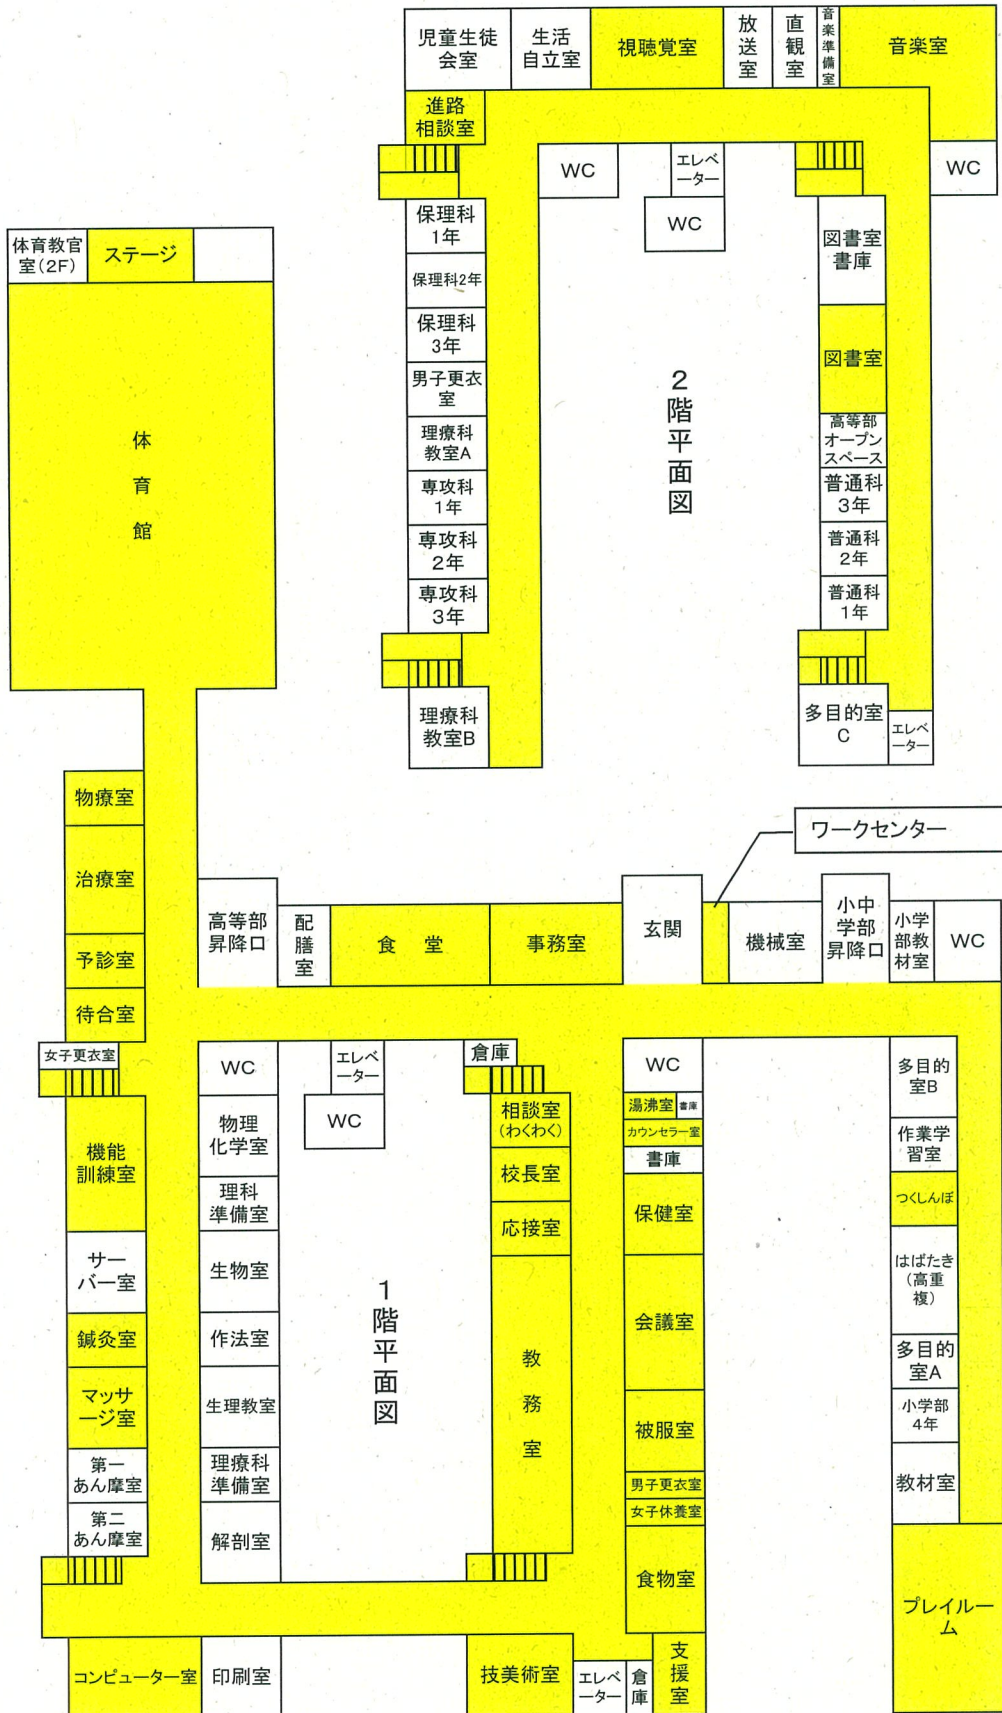 児童生徒
会室
生活
自立室
視聴覚室
放
送
室
直
観
室
音
楽
準
備
室
音楽室
進路
相談室
WC
エレベ
ーター
WC
WC
保理科
1年
保理科2年
保理科
3年
男子更衣
室
理療科
教室A
専攻科
1年
専攻科
2年
専攻科
3年
理療科
教室B
2
階
平
面
図
図書室
書庫
図書室
高等部
オープン
スペース
普通科
3年
普通科
2年
普通科
1年
多目的室
C
エレベ
ーター
体育教官
室(2F)
ステージ
体
育
館
物療室
治療室
予診室
待合室
女子更衣室
機能
訓練室
サー
バー室
鍼灸室
マッサ
ージ室
第一
あん摩室
第二
あん摩室
コンピューター室
印刷室
高等部
昇降口
配
膳
室
食 堂
事務室
玄関
ワークセンター
機械室
小中
学部
昇降口
小学
部教
材室
WC
WC
物理
化学室
理科
準備室
生物室
作法室
生理教室
理療科
準備室
解剖室
エレベ
ーター
WC
1
階
平
面
図
倉庫
相談室
(わくわく)
校長室
応接室
教
務
室
技美術室
エレベ
ーター
倉
庫
支
援
室
WC
湯沸室
書庫
カウンセラー室
書庫
保健室
会議室
被服室
男子更衣室
女子休養室
食物室
多目的
室B
作業学
習室
つくしんぼ
はばたき
(高重
複)
多目的
室A
小学部
4年
教材室
プレイルー
ム